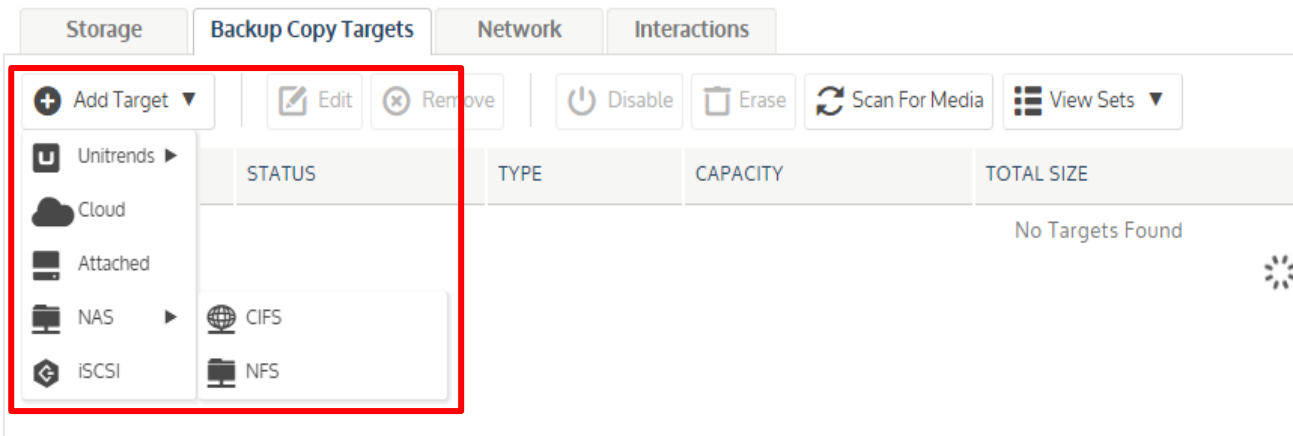 Storage Backup Copy Targets Network Interactions
Add Target ▼ Edit Remove Disable Erase Scan For Media View Sets ▼
Unitrends ▶
STATUS TYPE CAPACITY TOTAL SIZE
Cloud
No Targets Found
Attached
NAS ▶ CIFS
iSCSI NFS